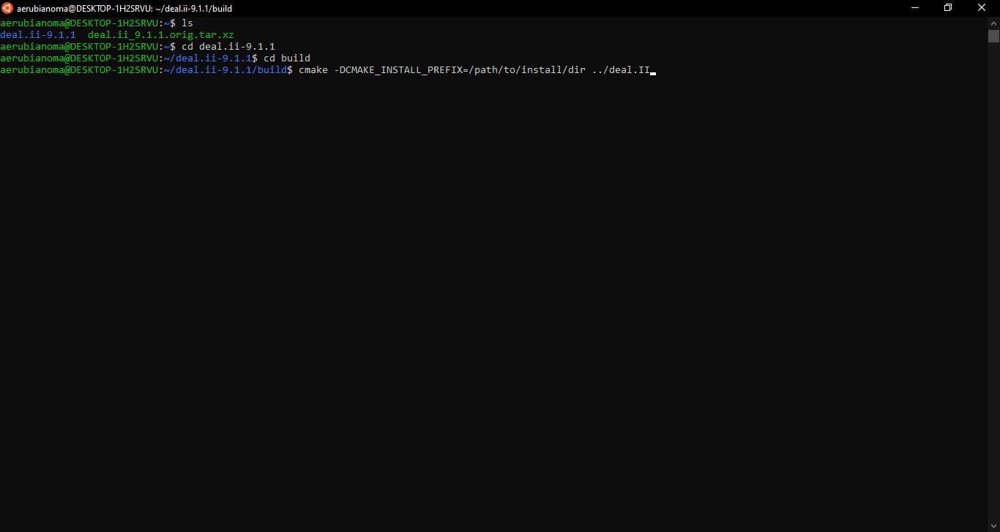 aerubianoma@DESKTOP-1H2SRVU: ~/deal.ii-9.1.1/build
aerubianoma@DESKTOP-1H2SRVU:~$ ls
deal.ii-9.1.1  deal.ii_9.1.1.orig.tar.xz
aerubianoma@DESKTOP-1H2SRVU:~$ cd deal.ii-9.1.1
aerubianoma@DESKTOP-1H2SRVU:~/deal.ii-9.1.1$ cd build
aerubianoma@DESKTOP-1H2SRVU:~/deal.ii-9.1.1/build$ cmake -DCMAKE_INSTALL_PREFIX=/path/to/install/dir ../deal.II